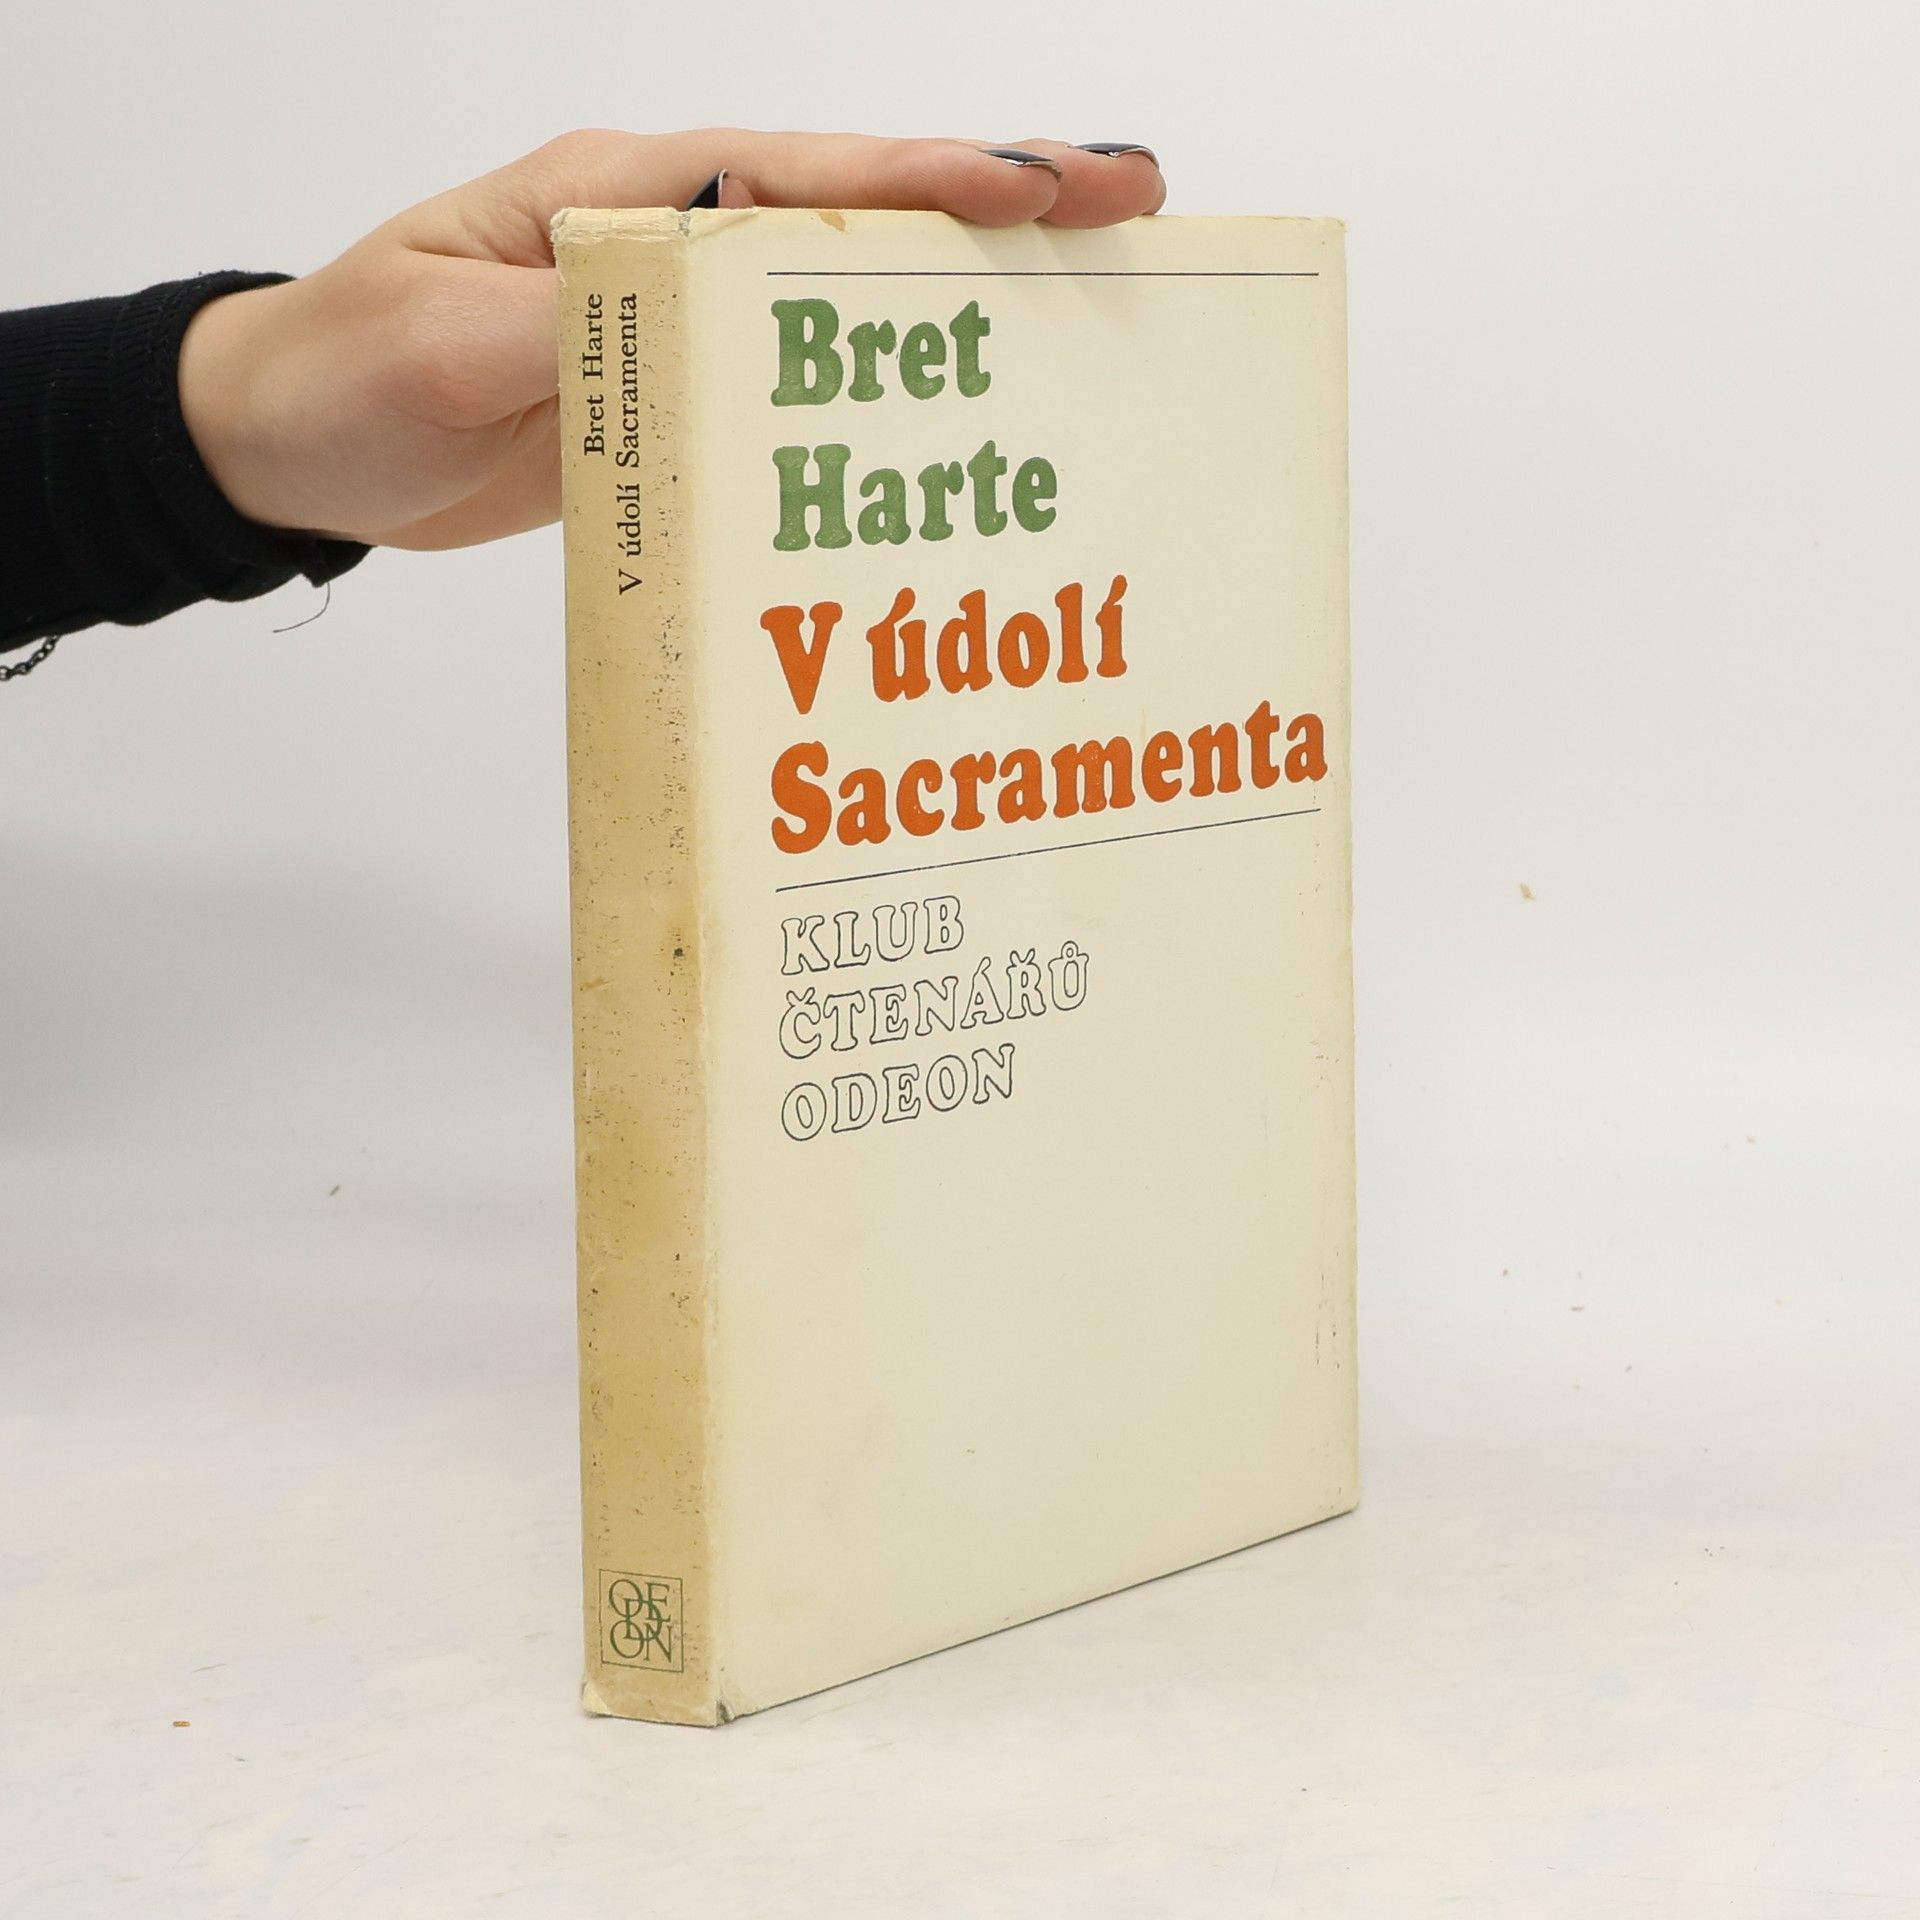 Bret Harte
V údolí Sacramenta
Bret
Harte
V údolí
Sacramenta
KLUB
ČTENÁŘŮ
ODEON
ODEON